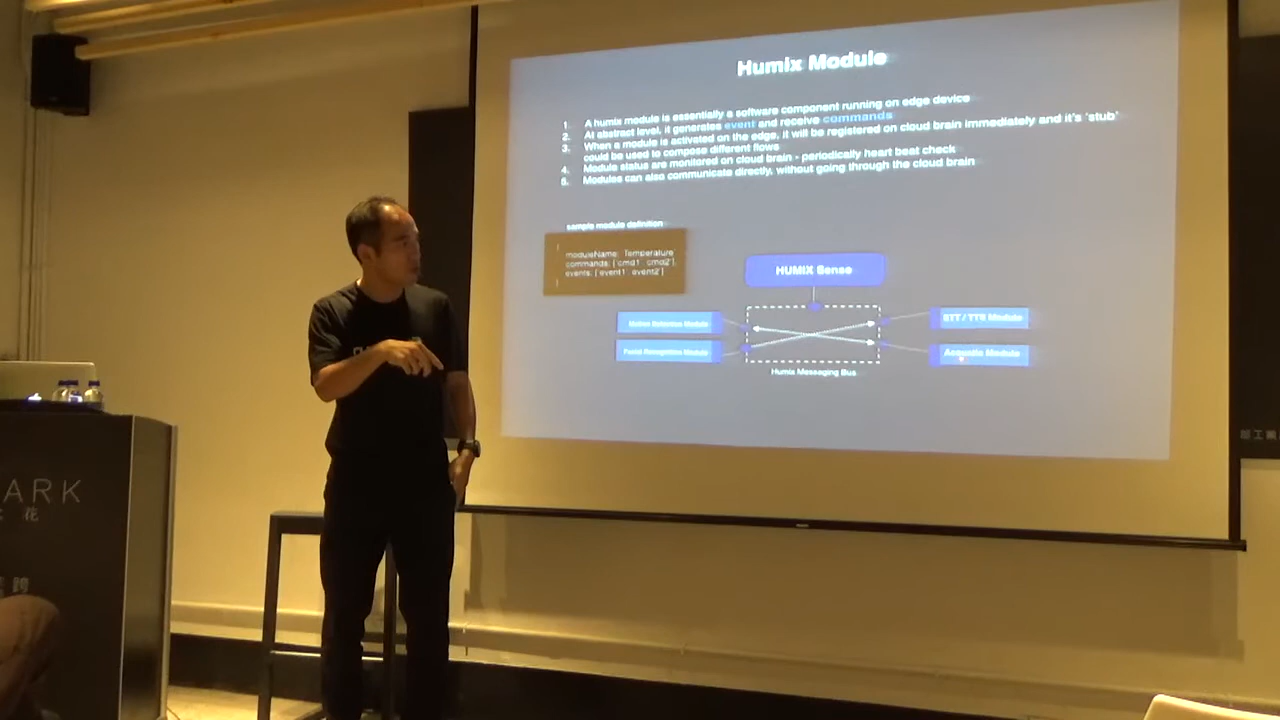 Humix Module
1. A humix module is essentially a software component running on edge device
2. At abstract level, it generates event and receive commands
3. When a module is activated on the edge, it will be registered on cloud brain immediately and it's 'stub'
could be used to compose different flows
4. Module status are monitored on cloud brain - periodically heart beat check
5. Modules can also communicate directly, without going through the cloud brain
sample module definition
{
moduleName: 'Temperature'
commands: ['cmd1', 'cmd2'],
events: ['event1', 'event2']
}
HUMIX Sense
Motion Detection Module
STT / TTS Module
Facial Recognition Module
Acoustic Module
Humix Messaging Bus
ARK
花
跨
工業